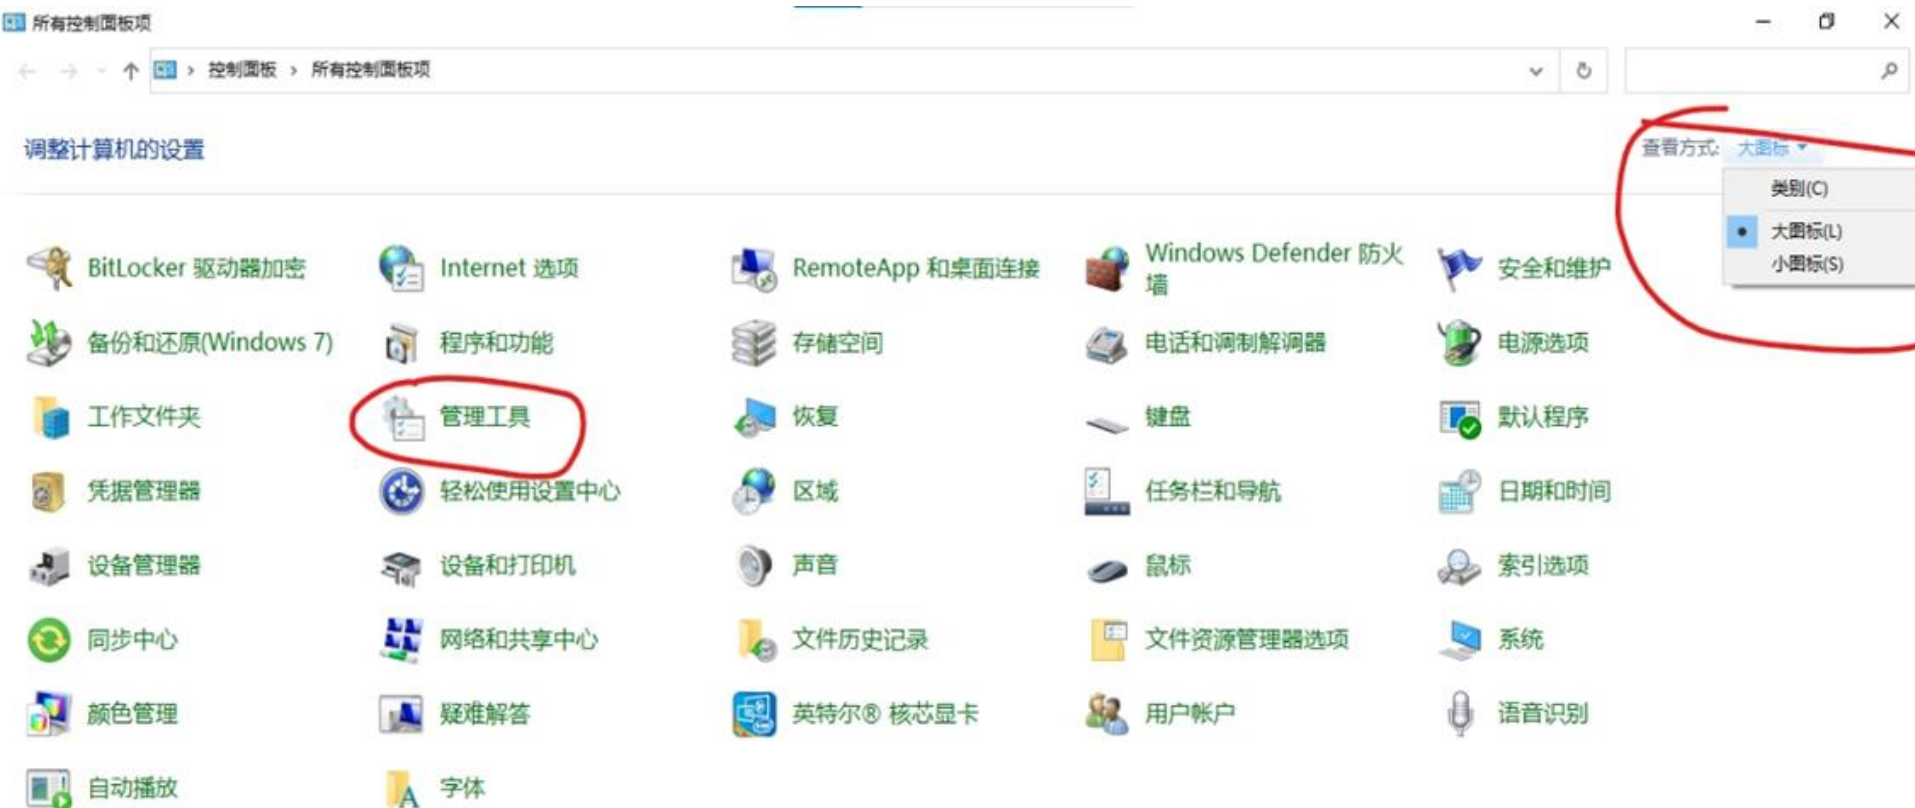 所有控制面板项
控制面板 › 所有控制面板项
调整计算机的设置
查看方式: 大图标
类别(C)
大图标(L)
小图标(S)
BitLocker 驱动器加密
Internet 选项
RemoteApp 和桌面连接
Windows Defender 防火
墙
安全和维护
备份和还原(Windows 7)
程序和功能
存储空间
电话和调制解调器
电源选项
工作文件夹
管理工具
恢复
键盘
默认程序
凭据管理器
轻松使用设置中心
区域
任务栏和导航
日期和时间
设备管理器
设备和打印机
声音
鼠标
索引选项
同步中心
网络和共享中心
文件历史记录
文件资源管理器选项
系统
颜色管理
疑难解答
英特尔® 核芯显卡
用户帐户
语音识别
自动播放
字体